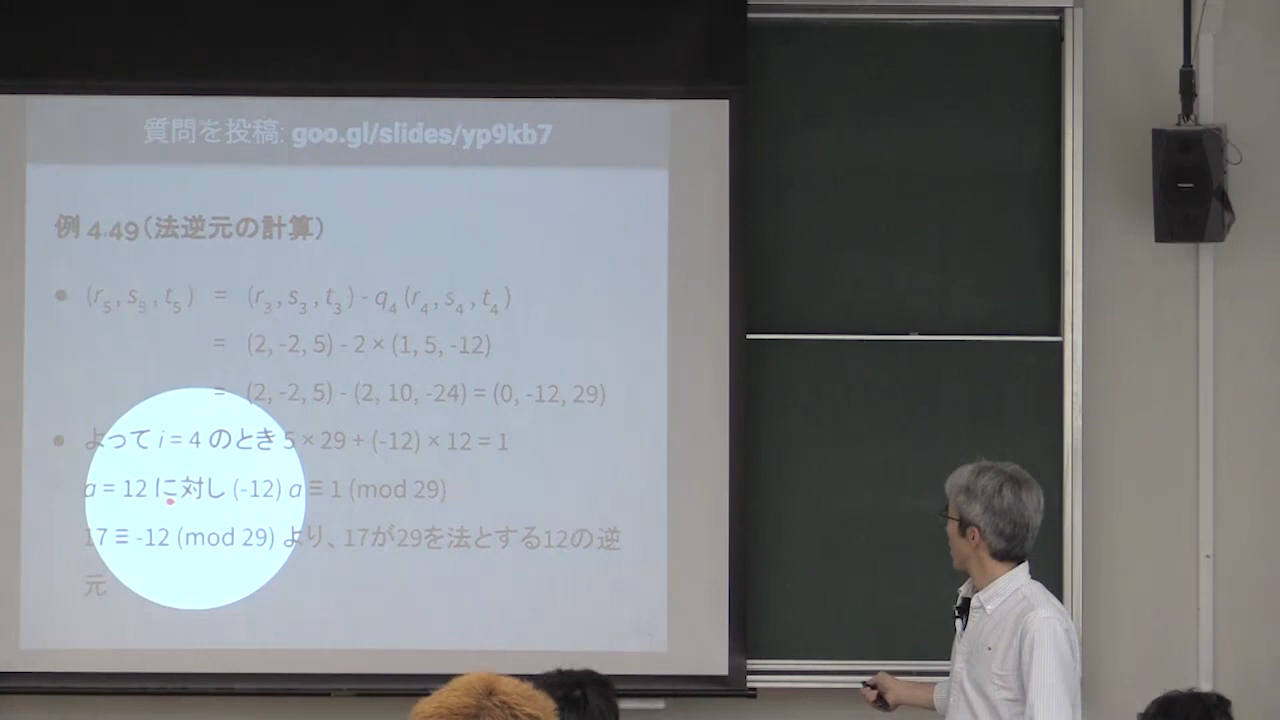 質問を投稿: goo.gl/slides/yp9kb7
例 4.49(法逆元の計算)
● (r₅, s₅, t₅) = (r₃, s₃, t₃) - q₄ (r₄, s₄, t₄)
= (2, -2, 5) - 2 × (1, 5, -12)
= (2, -2, 5) - (2, 10, -24) = (0, -12, 29)
● よって i = 4 のとき 5 × 29 + (-12) × 12 = 1
a = 12 に対し (-12) a ≡ 1 (mod 29)
17 ≡ -12 (mod 29) より、17が29を法とする12の逆
元